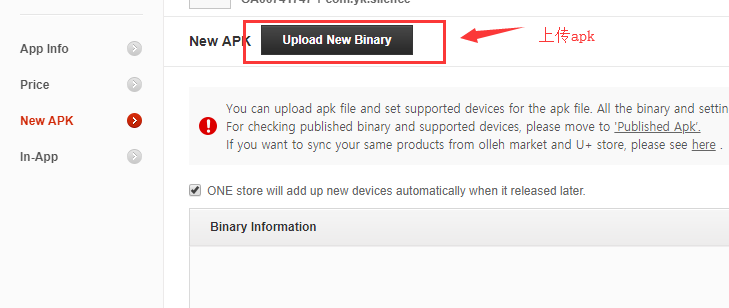 App Info
Price
New APK
In-App
New APK
Upload New Binary
上传apk
You can upload apk file and set supported devices for the apk file. All the binary and settin
For checking published binary and supported devices, please move to 'Published Apk'.
If you want to sync your same products from olleh market and U+ store, please see here .
ONE store will add up new devices automatically when it released later.
Binary Information